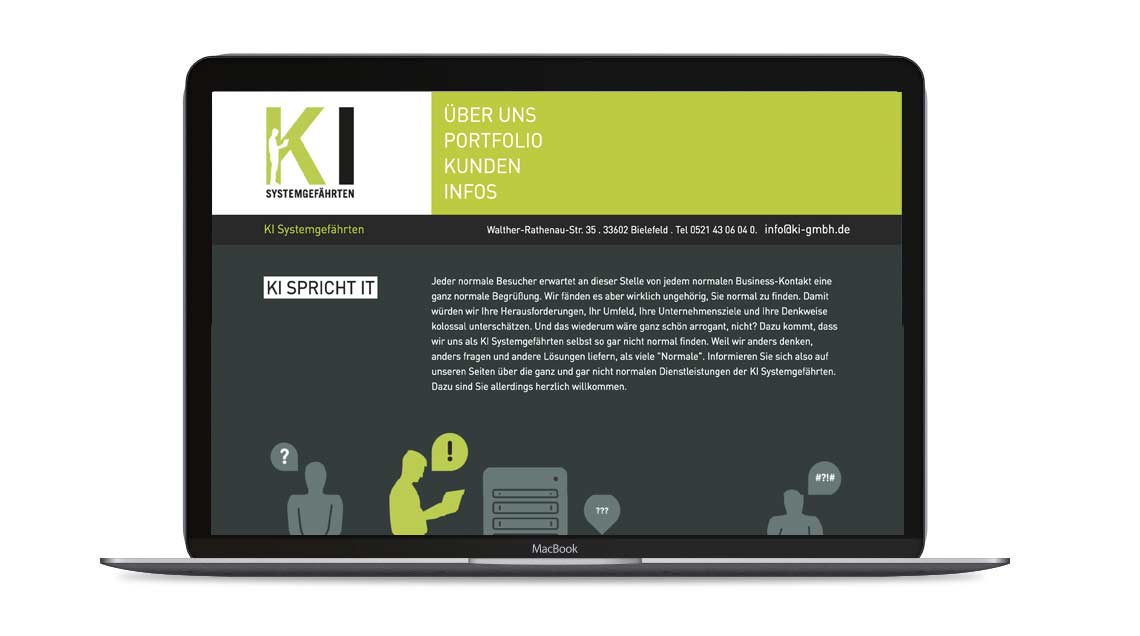 KI
SYSTEMGEFÄHRTEN
ÜBER UNS
PORTFOLIO
KUNDEN
INFOS
KI Systemgefährten
Walther-Rathenau-Str. 35 . 33602 Bielefeld . Tel 0521 43 06 04 0. info@ki-gmbh.de
KI SPRICHT IT
Jeder normale Besucher erwartet an dieser Stelle von jedem normalen Business-Kontakt eine
ganz normale Begrüßung. Wir fänden es aber wirklich ungehörig, Sie normal zu finden. Damit
würden wir Ihre Herausforderungen, Ihr Umfeld, Ihre Unternehmensziele und Ihre Denkweise
kolossal unterschätzen. Und das wiederum wäre ganz schön arrogant, nicht? Dazu kommt, dass
wir uns als KI Systemgefährten selbst so gar nicht normal finden. Weil wir anders denken,
anders fragen und andere Lösungen liefern, als viele "Normale". Informieren Sie sich also auf
unseren Seiten über die ganz und gar nicht normalen Dienstleistungen der KI Systemgefährten.
Dazu sind Sie allerdings herzlich willkommen.
?
!
???
#?!#
MacBook